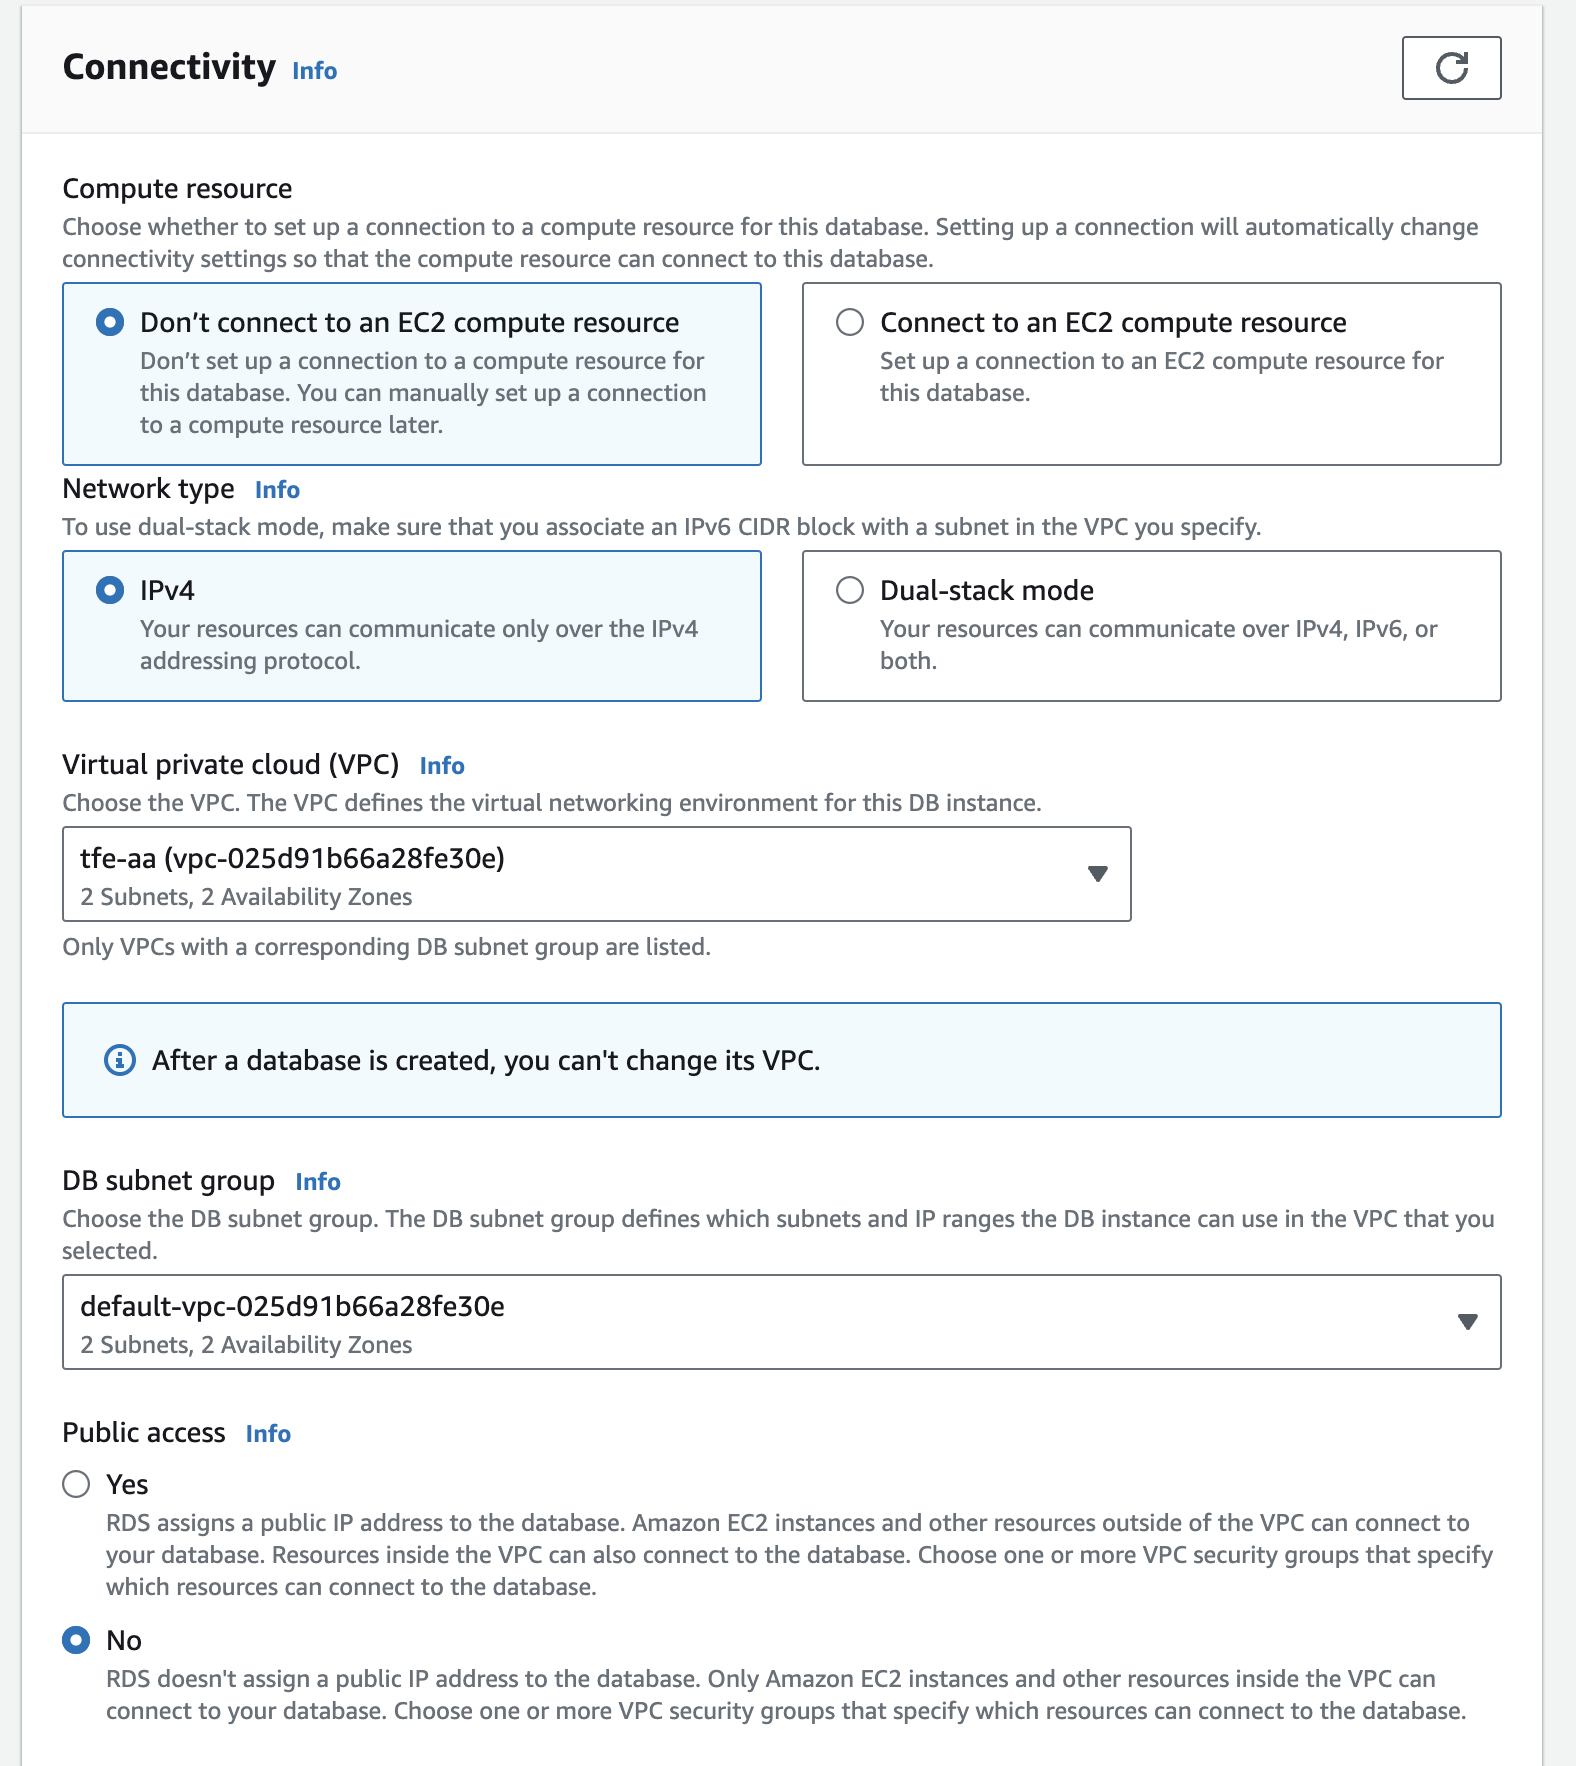 Connectivity Info
Compute resource
Choose whether to set up a connection to a compute resource for this database. Setting up a connection will automatically change
connectivity settings so that the compute resource can connect to this database.
Don’t connect to an EC2 compute resource
Don’t set up a connection to a compute resource for
this database. You can manually set up a connection
to a compute resource later.
Connect to an EC2 compute resource
Set up a connection to an EC2 compute resource for
this database.
Network type Info
To use dual-stack mode, make sure that you associate an IPv6 CIDR block with a subnet in the VPC you specify.
IPv4
Your resources can communicate only over the IPv4
addressing protocol.
Dual-stack mode
Your resources can communicate over IPv4, IPv6, or
both.
Virtual private cloud (VPC) Info
Choose the VPC. The VPC defines the virtual networking environment for this DB instance.
tfe-aa (vpc-025d91b66a28fe30e)
2 Subnets, 2 Availability Zones
Only VPCs with a corresponding DB subnet group are listed.
After a database is created, you can't change its VPC.
DB subnet group Info
Choose the DB subnet group. The DB subnet group defines which subnets and IP ranges the DB instance can use in the VPC that you
selected.
default-vpc-025d91b66a28fe30e
2 Subnets, 2 Availability Zones
Public access Info
Yes
RDS assigns a public IP address to the database. Amazon EC2 instances and other resources outside of the VPC can connect to
your database. Resources inside the VPC can also connect to the database. Choose one or more VPC security groups that specify
which resources can connect to the database.
No
RDS doesn't assign a public IP address to the database. Only Amazon EC2 instances and other resources inside the VPC can
connect to your database. Choose one or more VPC security groups that specify which resources can connect to the database.